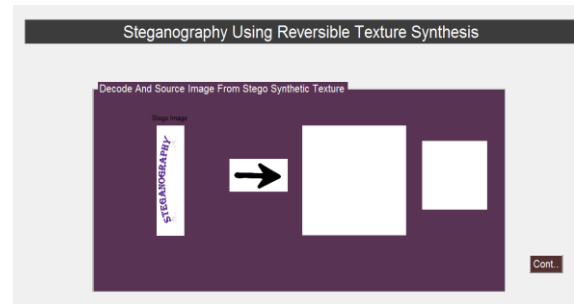 Steganography Using Reversible Texture Synthesis
Decode And Source Image From Stego Synthetic Texture
Stego Image
STEGANOGRAPHY
Cont..